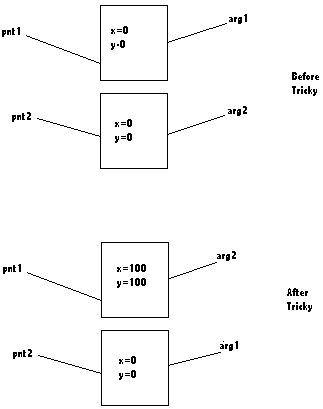 pnt1
x=0
y-0
arg1
Before
Tricky
pnt2
x=0
y=0
arg2
pnt1
x=100
y=100
arg2
After
Tricky
pnt2
x=0
y=0
arg1